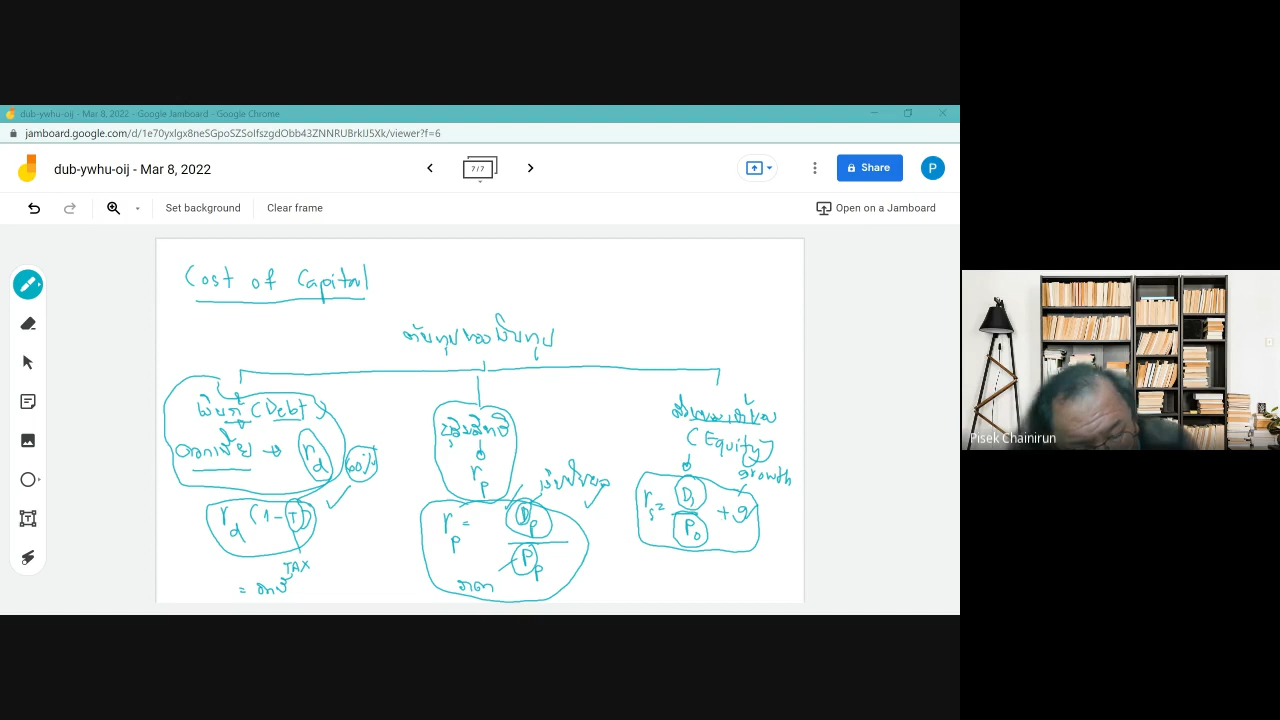 dub-ywhu-oij - Mar 8, 2022 - Google Jamboard - Google Chrome
jamboard.google.com/d/1e70yxlgx8neSGpoSZSoIfszgdObb43ZNNRUBrkIJ5Xk/viewer?f=6
dub-ywhu-oij - Mar 8, 2022
7/7
Share
P
Set background
Clear frame
Open on a Jamboard
Cost of Capital
ต้นทุนของเงินทุน
เงินกู้ (Debt)
ดอกเบี้ย → rd
rd (1-T)
TAX
= ภาษี
หุ้นบุริมสิทธิ
rp
rp = Dp / Pp
เงินปันผล
ราคา
(Equity)
growth
rs = D1 / P0 + g
Pisek Chainirun